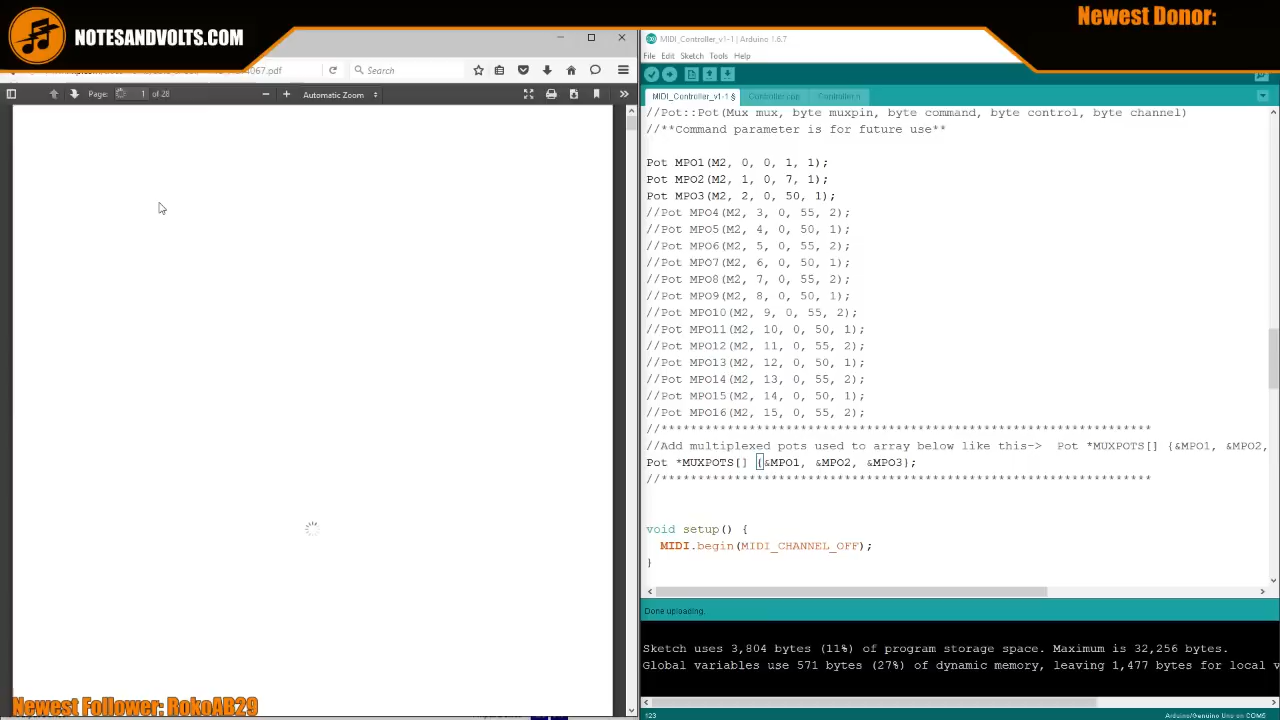 NOTESANDVOLTS.COM
Newest Donor:
4067.pdf
Search
Page: 1 of 28
Automatic Zoom
MIDI_Controller_v1-1 | Arduino 1.6.7
File Edit Sketch Tools Help
MIDI_Controller_v1-1 § Controller.cpp Controller.h
//Pot::Pot(Mux mux, byte muxpin, byte command, byte control, byte channel)
//**Command parameter is for future use**
Pot MPO1(M2, 0, 0, 1, 1);
Pot MPO2(M2, 1, 0, 7, 1);
Pot MPO3(M2, 2, 0, 50, 1);
//Pot MPO4(M2, 3, 0, 55, 2);
//Pot MPO5(M2, 4, 0, 50, 1);
//Pot MPO6(M2, 5, 0, 55, 2);
//Pot MPO7(M2, 6, 0, 50, 1);
//Pot MPO8(M2, 7, 0, 55, 2);
//Pot MPO9(M2, 8, 0, 50, 1);
//Pot MPO10(M2, 9, 0, 55, 2);
//Pot MPO11(M2, 10, 0, 50, 1);
//Pot MPO12(M2, 11, 0, 55, 2);
//Pot MPO13(M2, 12, 0, 50, 1);
//Pot MPO14(M2, 13, 0, 55, 2);
//Pot MPO15(M2, 14, 0, 50, 1);
//Pot MPO16(M2, 15, 0, 55, 2);
//*******************************************************************
//Add multiplexed pots used to array below like this-> Pot *MUXPOTS[] {&MPO1, &MPO2,
Pot *MUXPOTS[] {&MPO1, &MPO2, &MPO3};
//*******************************************************************
void setup() {
MIDI.begin(MIDI_CHANNEL_OFF);
}
Done uploading.
Sketch uses 3,804 bytes (11%) of program storage space. Maximum is 32,256 bytes.
Global variables use 571 bytes (27%) of dynamic memory, leaving 1,477 bytes for local v
Newest Follower: RokoAB29
123
Arduino/Genuino Uno on COM5